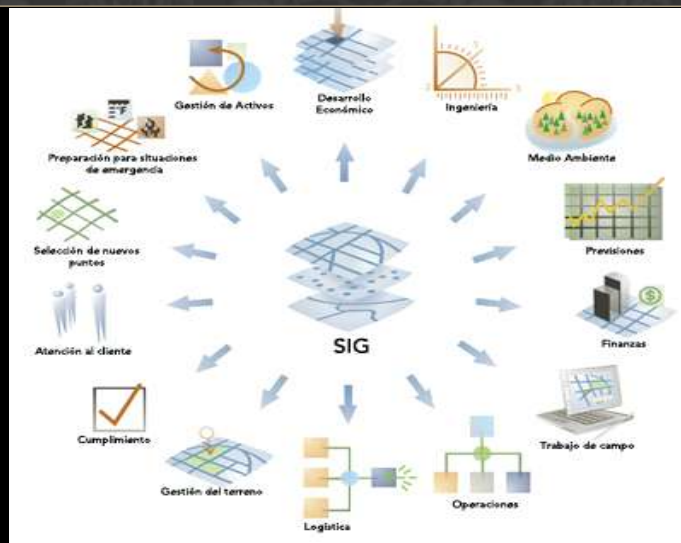 Desarrollo
Económico
Ingeniería
Medio Ambiente
Previsiones
Finanzas
Trabajo de campo
Operaciones
Logística
Gestión del terreno
Cumplimiento
Atención al cliente
Selección de nuevos
puntos
Preparación para situaciones
de emergencia
Gestión de Activos
SIG